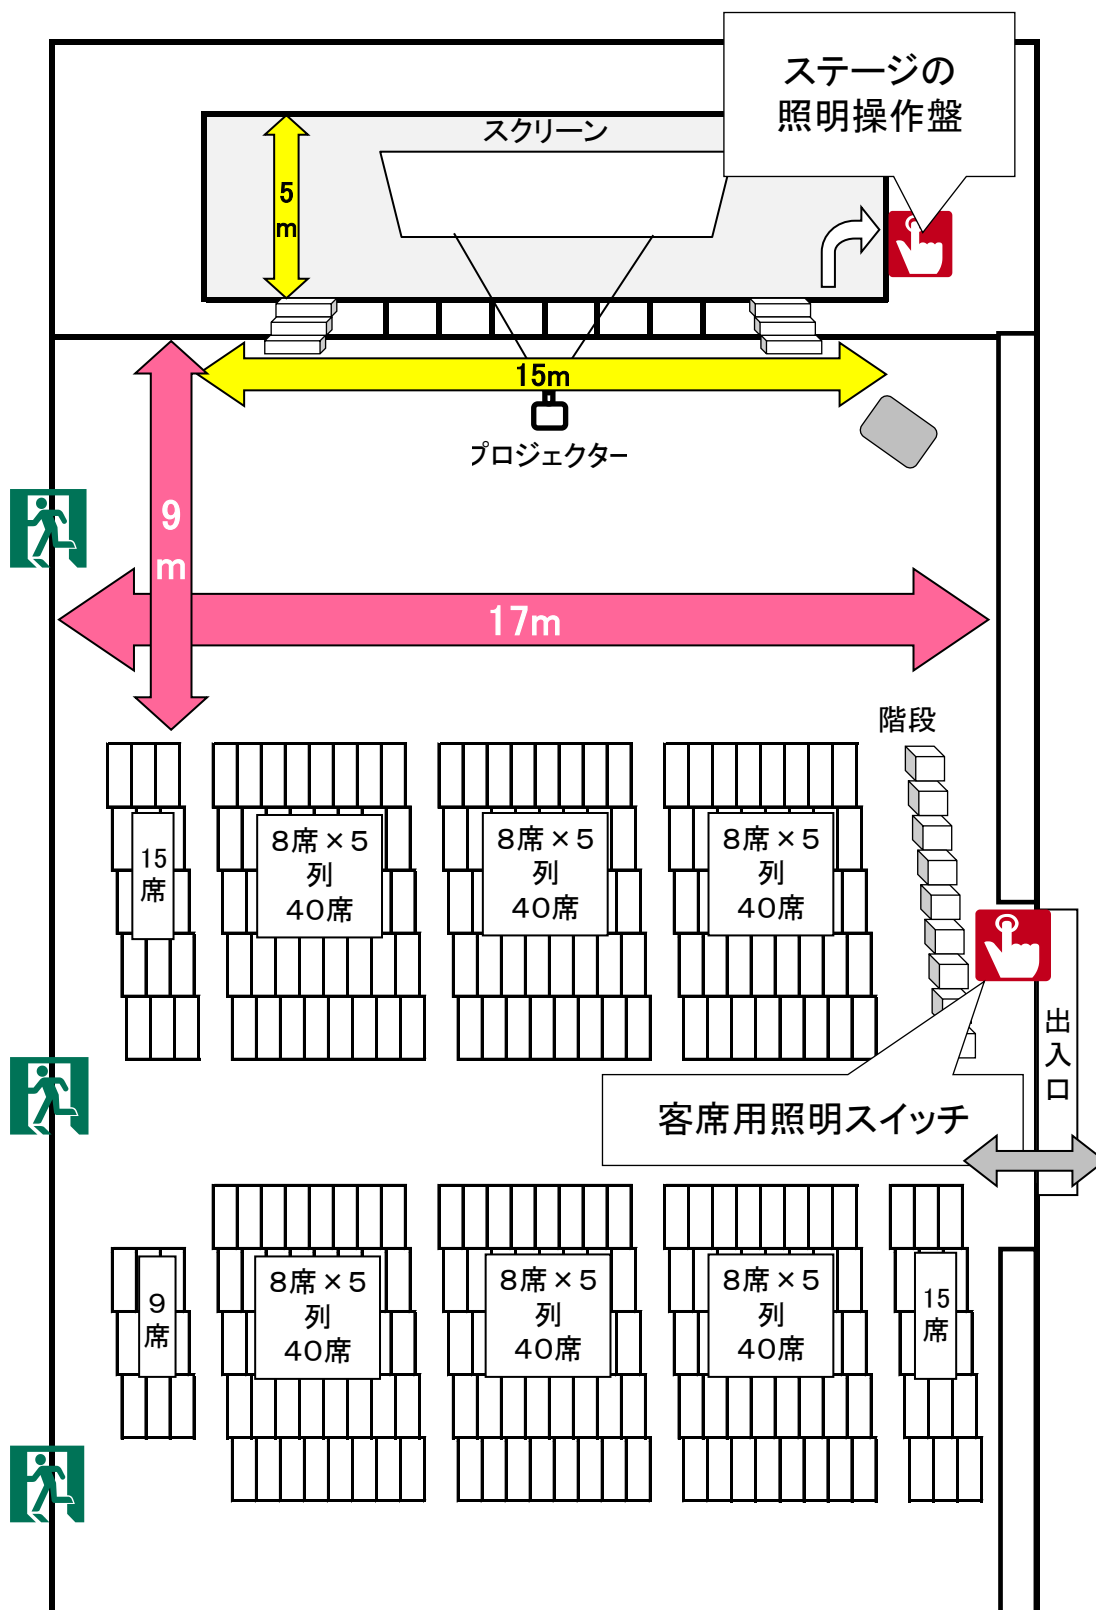 ステージの
照明操作盤
スクリーン
5
m
15m
プロジェクター
9
m
17m
階段
15
席
8席×5
列
40席
8席×5
列
40席
8席×5
列
40席
出
入
口
客席用照明スイッチ
9
席
8席×5
列
40席
8席×5
列
40席
8席×5
列
40席
15
席